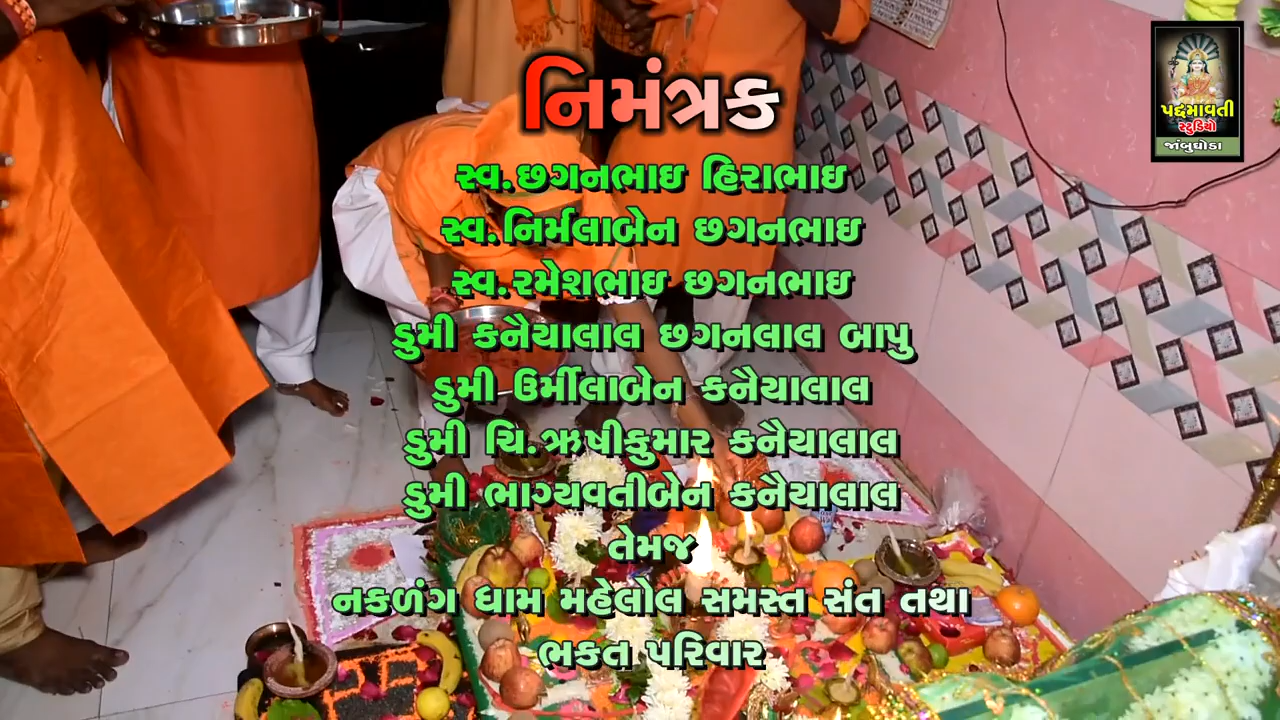 નિમંત્રક
સ્વ.છગનભાઇ હિરાભાઇ
સ્વ.નિર્મલાબેન છગનભાઇ
સ્વ.રમેશભાઇ છગનભાઇ
ડુમી કનૈયાલાલ છગનલાલ બાપુ
ડુમી ઉર્મીલાબેન કનૈયાલાલ
ડુમી ચિ.ઋષીકુમાર કનૈયાલાલ
ડુમી ભાગ્યવતીબેન કનૈયાલાલ
તેમજ
નકળંગ ધામ મહેલોલ સમસ્ત સંત તથા
ભકત પરિવાર
પદ્દમાવતી
સ્ટુડિયો
જાંબુઘોડા